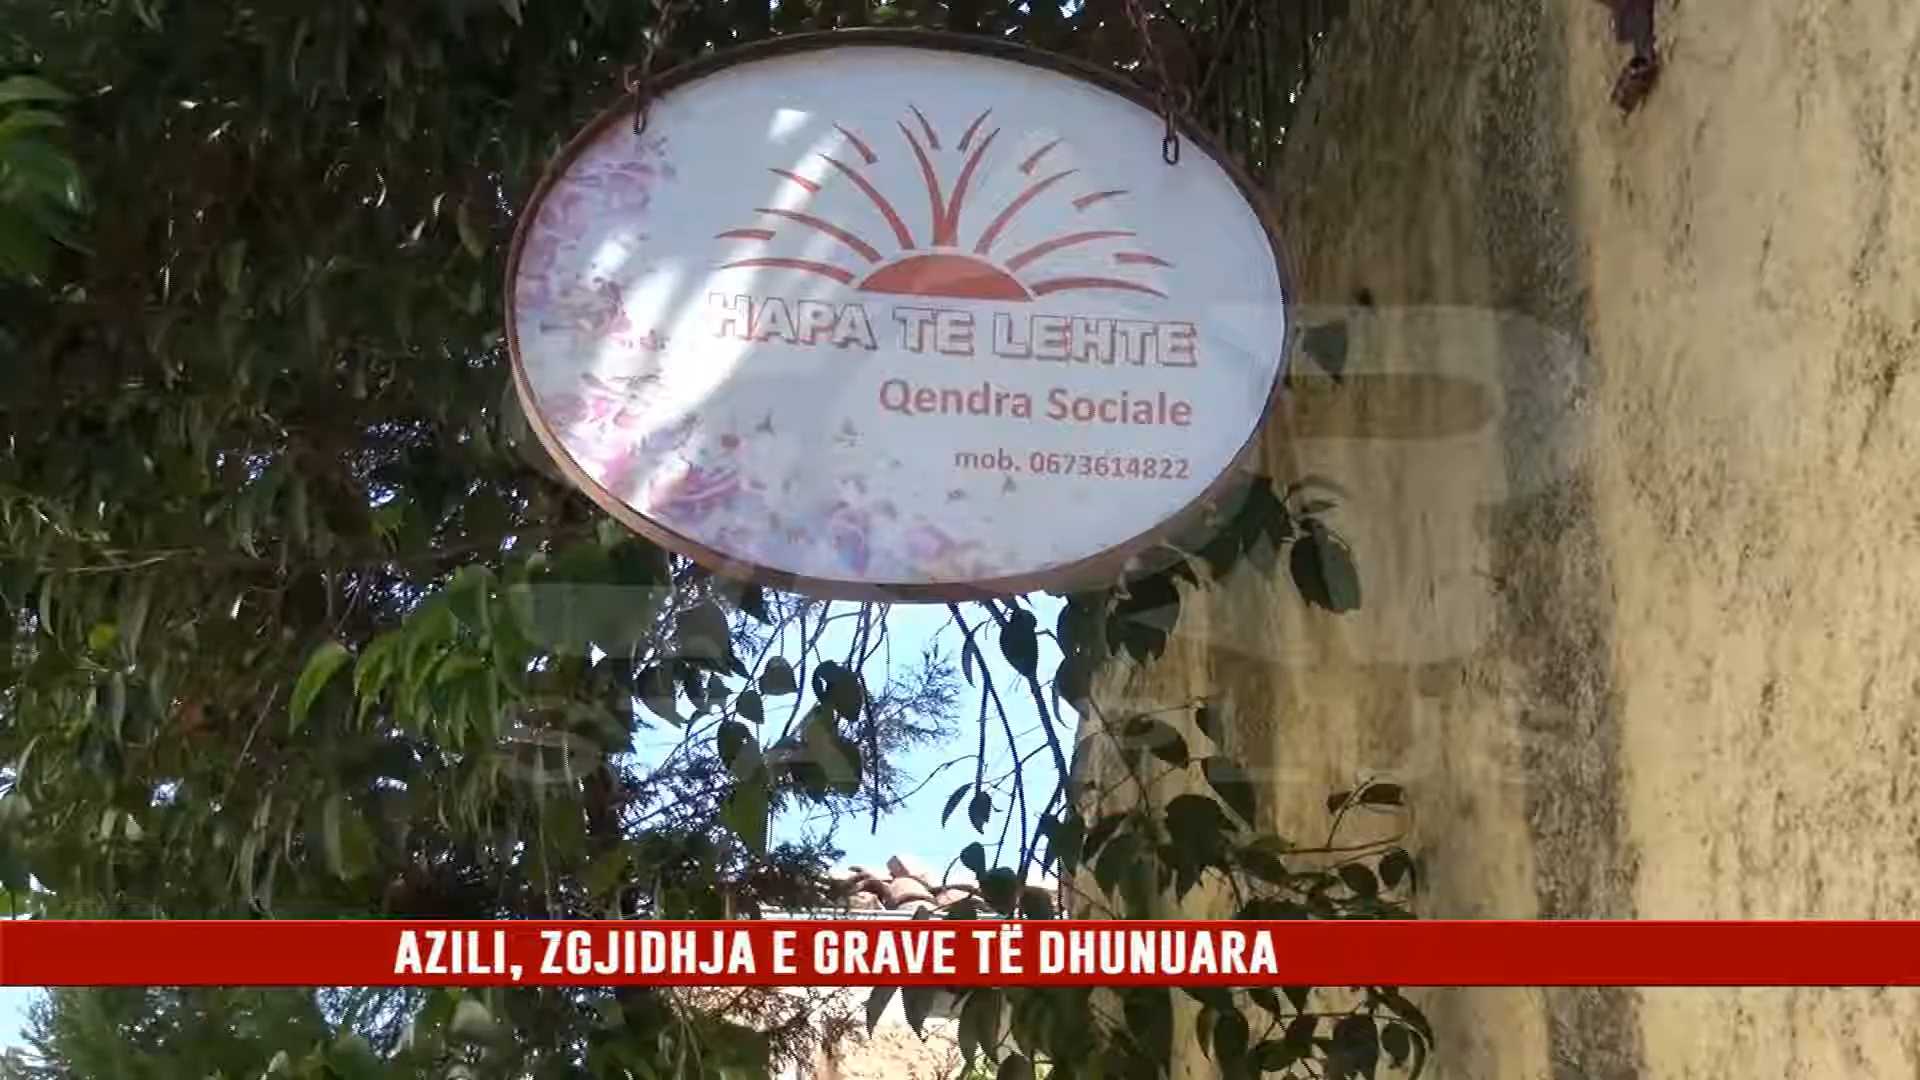 HAPA TE LEHTE
Qendra Sociale
mob. 0673614822
AZILI, ZGJIDHJA E GRAVE TË DHUNUARA